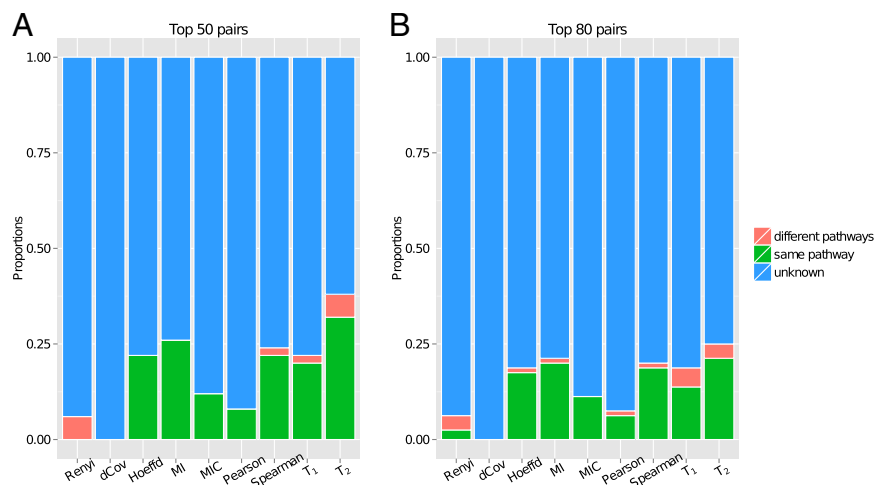 A
Top 50 pairs
Proportions
1.00
0.75
0.50
0.25
0.00
Renyi
dCov
Hoeffd
MI
MIC
Pearson
Spearman
T1
T2
B
Top 80 pairs
Proportions
1.00
0.75
0.50
0.25
0.00
Renyi
dCov
Hoeffd
MI
MIC
Pearson
Spearman
T1
T2
different pathways
same pathway
unknown